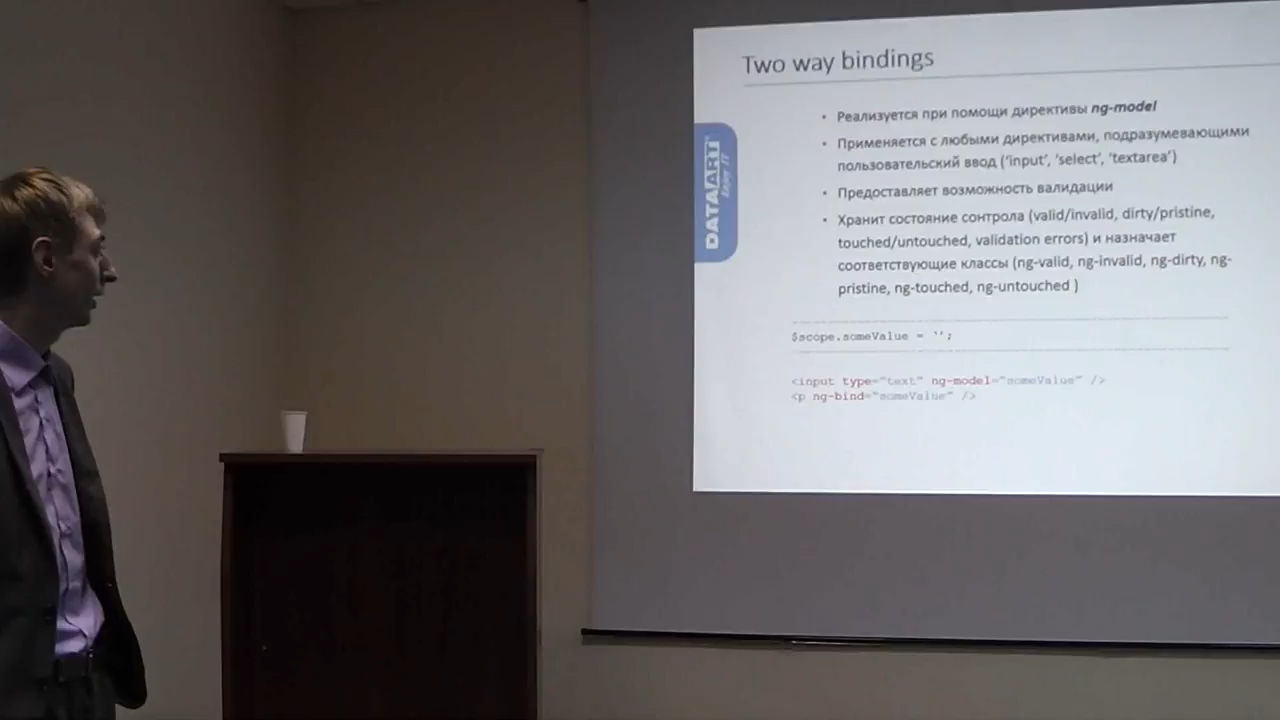 Two way bindings
DATAART
Enjoy IT
• Реализуется при помощи директивы ng-model
• Применяется с любыми директивами, подразумевающими
пользовательский ввод (‘input’, ‘select’, ‘textarea’)
• Предоставляет возможность валидации
• Хранит состояние контрола (valid/invalid, dirty/pristine,
touched/untouched, validation errors) и назначает
соответствующие классы (ng-valid, ng-invalid, ng-dirty, ng-
pristine, ng-touched, ng-untouched )
$scope.someValue = ‘’;
<input type=“text” ng-model=“someValue” />
<p ng-bind=“someValue” />